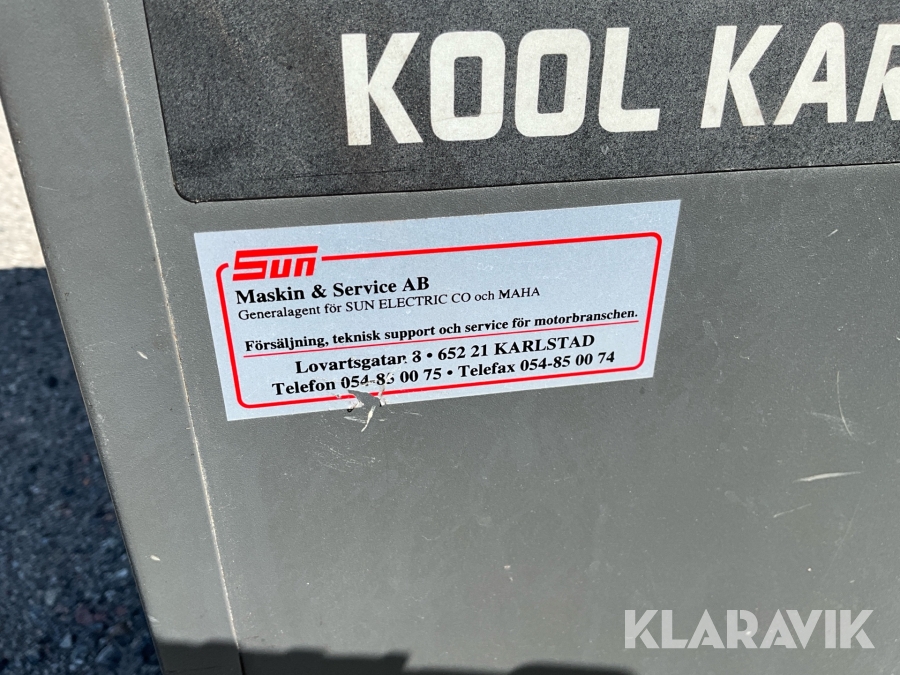 KOOL KAR
Sun
Maskin & Service AB
Generalagent för SUN ELECTRIC CO och MAHA
Försäljning, teknisk support och service för motorbranschen.
Lovartsgatan 3 • 652 21 KARLSTAD
Telefon 054-85 00 75 • Telefax 054-85 00 74
KLARAVIK